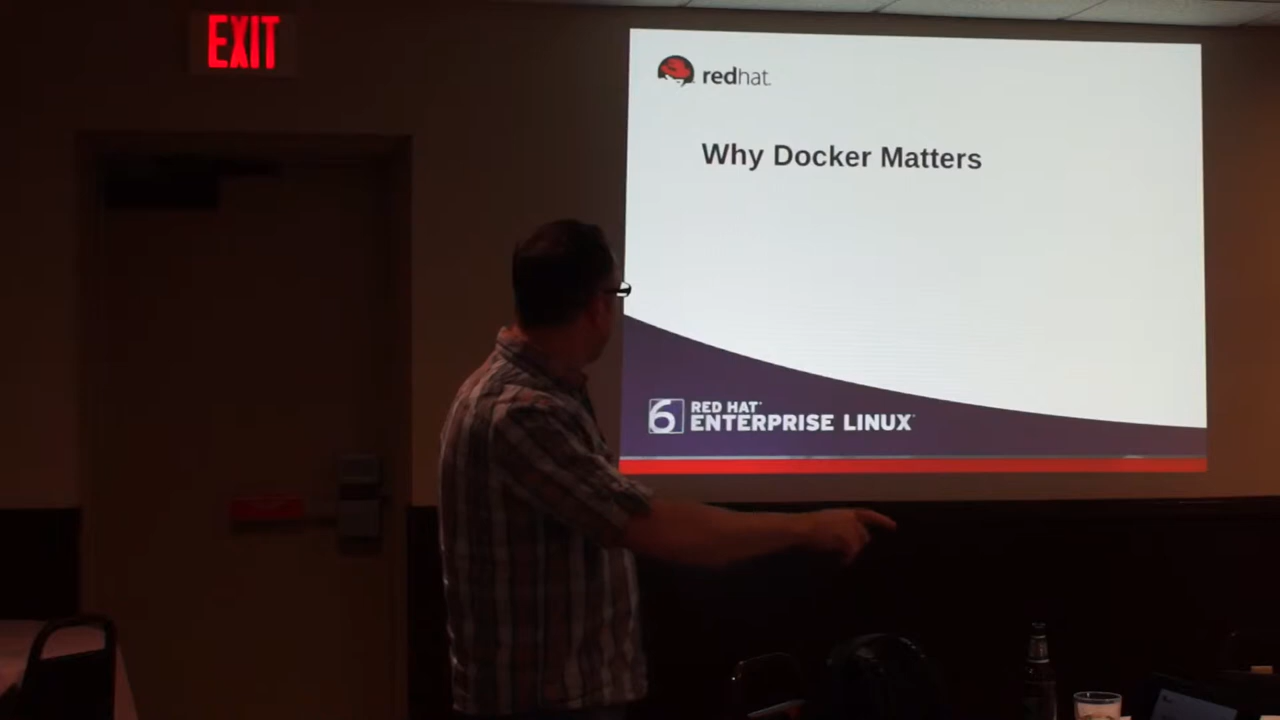 EXIT
redhat.
Why Docker Matters
6 RED HAT
ENTERPRISE LINUX